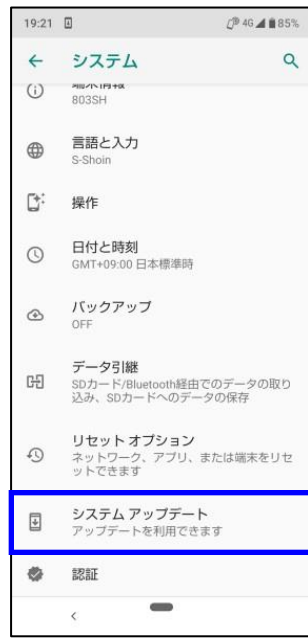 19:21 4G 85%
システム
端末情報
803SH
言語と入力
S-Shoin
操作
日付と時刻
GMT+09:00 日本標準時
バックアップ
OFF
データ引継
SDカード/Bluetooth経由でのデータの取り
込み、SDカードへのデータの保存
リセット オプション
ネットワーク、アプリ、または端末をリセ
ットできます
システム アップデート
アップデートを利用できます
認証